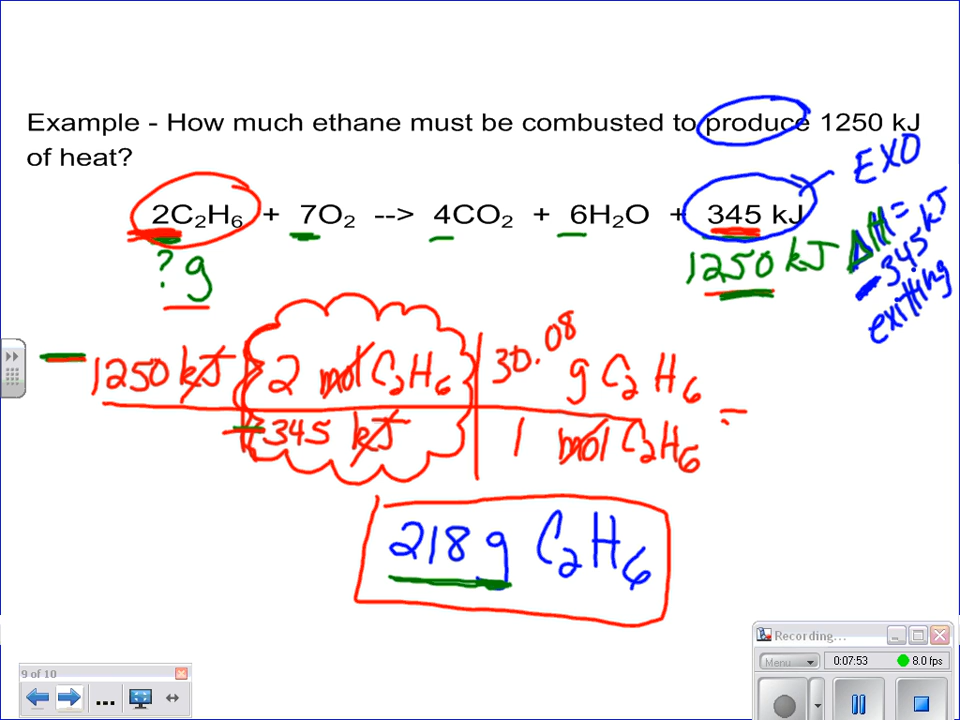 Example - How much ethane must be combusted to produce 1250 kJ
of heat?
EXO
2C₂H₆ + 7O₂ --> 4CO₂ + 6H₂O + 345 kJ
? g
1250 kJ
ΔH =
-345 kJ
exitting
-1250 kJ 2 mol C₂H₆ 30.08 g C₂H₆ =
-345 kJ 1 mol C₂H₆
218 g C₂H₆
Recording...
Menu 0:07:53 8.0 fps
9 of 10
...